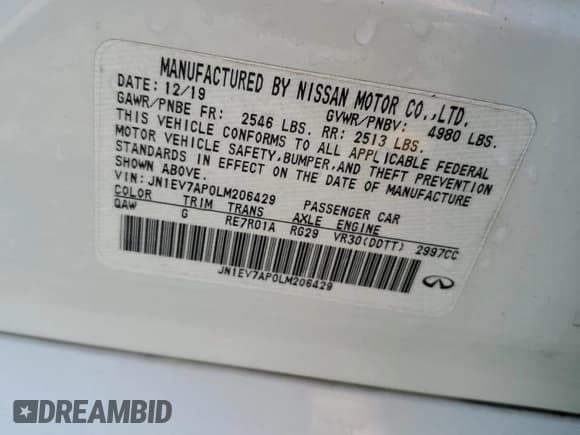 MANUFACTURED BY NISSAN MOTOR CO.,LTD.
DATE: 12/19 GVWR/PNBV: 4980 LBS.
GAWR/PNBE FR: 2546 LBS. RR: 2513 LBS.
THIS VEHICLE CONFORMS TO ALL APPLICABLE FEDERAL
MOTOR VEHICLE SAFETY,BUMPER,AND THEFT PREVENTION
STANDARDS IN EFFECT ON THE DATE OF MANUFACTURE
SHOWN ABOVE.
VIN: JN1EV7AP0LM206429 PASSENGER CAR
COLOR TRIM TRANS AXLE ENGINE
QAW G RE7R01A RG29 VR30(DDTT) 2997CC
JN1EV7AP0LM206429
DREAMBID